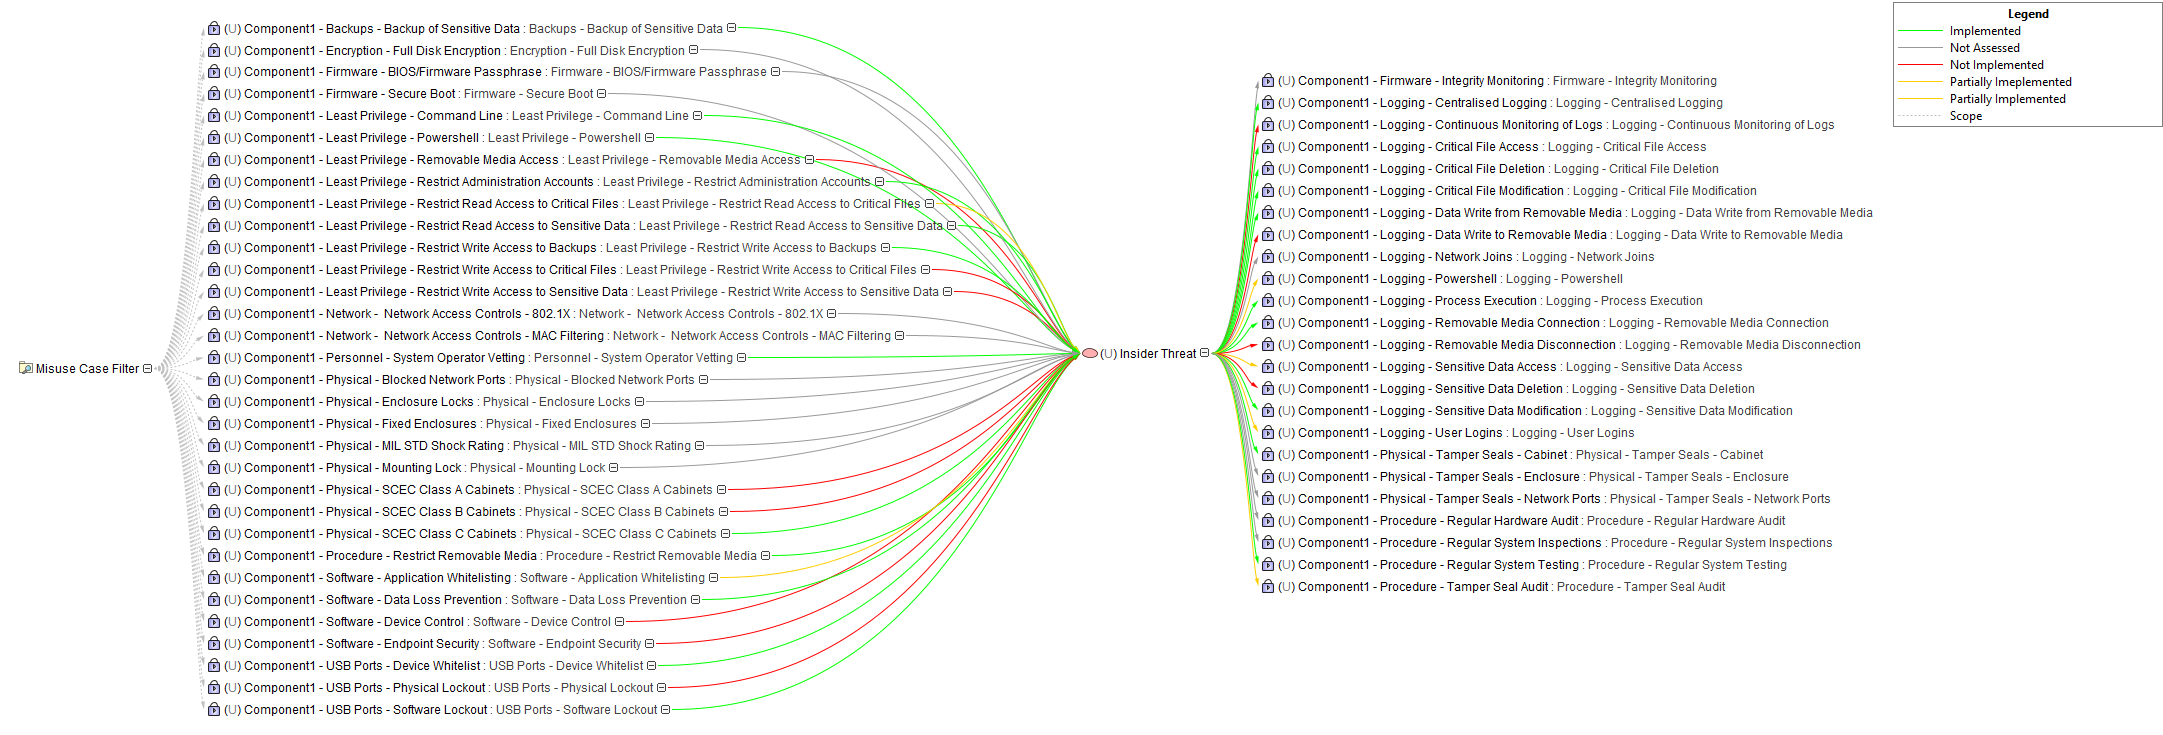 Misuse Case Filter
(U) Component1 - Backups - Backup of Sensitive Data : Backups - Backup of Sensitive Data
(U) Component1 - Encryption - Full Disk Encryption : Encryption - Full Disk Encryption
(U) Component1 - Firmware - BIOS/Firmware Passphrase : Firmware - BIOS/Firmware Passphrase
(U) Component1 - Firmware - Secure Boot : Firmware - Secure Boot
(U) Component1 - Least Privilege - Command Line : Least Privilege - Command Line
(U) Component1 - Least Privilege - Powershell : Least Privilege - Powershell
(U) Component1 - Least Privilege - Removable Media Access : Least Privilege - Removable Media Access
(U) Component1 - Least Privilege - Restrict Administration Accounts : Least Privilege - Restrict Administration Accounts
(U) Component1 - Least Privilege - Restrict Read Access to Critical Files : Least Privilege - Restrict Read Access to Critical Files
(U) Component1 - Least Privilege - Restrict Read Access to Sensitive Data : Least Privilege - Restrict Read Access to Sensitive Data
(U) Component1 - Least Privilege - Restrict Write Access to Backups : Least Privilege - Restrict Write Access to Backups
(U) Component1 - Least Privilege - Restrict Write Access to Critical Files : Least Privilege - Restrict Write Access to Critical Files
(U) Component1 - Least Privilege - Restrict Write Access to Sensitive Data : Least Privilege - Restrict Write Access to Sensitive Data
(U) Component1 - Network -  Network Access Controls - 802.1X : Network -  Network Access Controls - 802.1X
(U) Component1 - Network -  Network Access Controls - MAC Filtering : Network -  Network Access Controls - MAC Filtering
(U) Component1 - Personnel - System Operator Vetting : Personnel - System Operator Vetting
(U) Component1 - Physical - Blocked Network Ports : Physical - Blocked Network Ports
(U) Component1 - Physical - Enclosure Locks : Physical - Enclosure Locks
(U) Component1 - Physical - Fixed Enclosures : Physical - Fixed Enclosures
(U) Component1 - Physical - MIL STD Shock Rating : Physical - MIL STD Shock Rating
(U) Component1 - Physical - Mounting Lock : Physical - Mounting Lock
(U) Component1 - Physical - SCEC Class A Cabinets : Physical - SCEC Class A Cabinets
(U) Component1 - Physical - SCEC Class B Cabinets : Physical - SCEC Class B Cabinets
(U) Component1 - Physical - SCEC Class C Cabinets : Physical - SCEC Class C Cabinets
(U) Component1 - Procedure - Restrict Removable Media : Procedure - Restrict Removable Media
(U) Component1 - Software - Application Whitelisting : Software - Application Whitelisting
(U) Component1 - Software - Data Loss Prevention : Software - Data Loss Prevention
(U) Component1 - Software - Device Control : Software - Device Control
(U) Component1 - Software - Endpoint Security : Software - Endpoint Security
(U) Component1 - USB Ports - Device Whitelist : USB Ports - Device Whitelist
(U) Component1 - USB Ports - Physical Lockout : USB Ports - Physical Lockout
(U) Component1 - USB Ports - Software Lockout : USB Ports - Software Lockout
(U) Insider Threat
(U) Component1 - Firmware - Integrity Monitoring : Firmware - Integrity Monitoring
(U) Component1 - Logging - Centralised Logging : Logging - Centralised Logging
(U) Component1 - Logging - Continuous Monitoring of Logs : Logging - Continuous Monitoring of Logs
(U) Component1 - Logging - Critical File Access : Logging - Critical File Access
(U) Component1 - Logging - Critical File Deletion : Logging - Critical File Deletion
(U) Component1 - Logging - Critical File Modification : Logging - Critical File Modification
(U) Component1 - Logging - Data Write from Removable Media : Logging - Data Write from Removable Media
(U) Component1 - Logging - Data Write to Removable Media : Logging - Data Write to Removable Media
(U) Component1 - Logging - Network Joins : Logging - Network Joins
(U) Component1 - Logging - Powershell : Logging - Powershell
(U) Component1 - Logging - Process Execution : Logging - Process Execution
(U) Component1 - Logging - Removable Media Connection : Logging - Removable Media Connection
(U) Component1 - Logging - Removable Media Disconnection : Logging - Removable Media Disconnection
(U) Component1 - Logging - Sensitive Data Access : Logging - Sensitive Data Access
(U) Component1 - Logging - Sensitive Data Deletion : Logging - Sensitive Data Deletion
(U) Component1 - Logging - Sensitive Data Modification : Logging - Sensitive Data Modification
(U) Component1 - Logging - User Logins : Logging - User Logins
(U) Component1 - Physical - Tamper Seals - Cabinet : Physical - Tamper Seals - Cabinet
(U) Component1 - Physical - Tamper Seals - Enclosure : Physical - Tamper Seals - Enclosure
(U) Component1 - Physical - Tamper Seals - Network Ports : Physical - Tamper Seals - Network Ports
(U) Component1 - Procedure - Regular Hardware Audit : Procedure - Regular Hardware Audit
(U) Component1 - Procedure - Regular System Inspections : Procedure - Regular System Inspections
(U) Component1 - Procedure - Regular System Testing : Procedure - Regular System Testing
(U) Component1 - Procedure - Tamper Seal Audit : Procedure - Tamper Seal Audit
Legend
Implemented
Not Assessed
Not Implemented
Partially Implemented
Partially Implemented
Scope